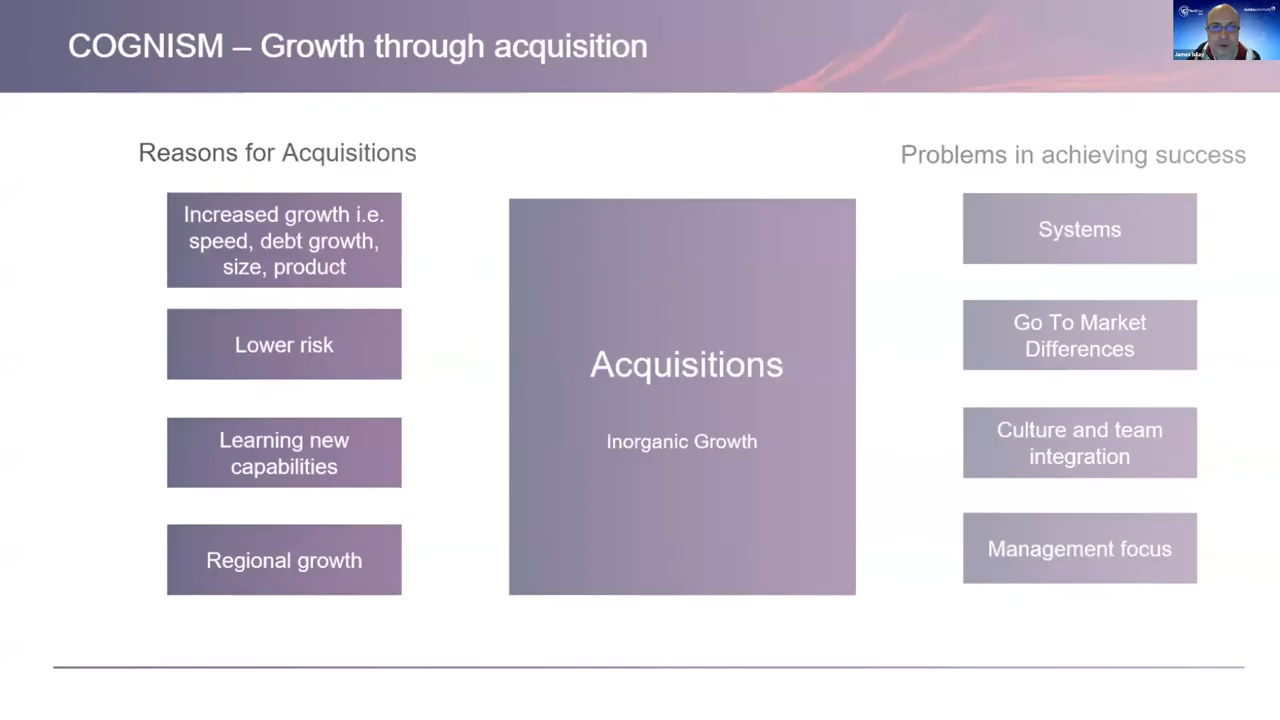 COGNISM – Growth through acquisition
James Isilay
Reasons for Acquisitions
Increased growth i.e.
speed, debt growth,
size, product
Lower risk
Learning new
capabilities
Regional growth
Acquisitions
Inorganic Growth
Problems in achieving success
Systems
Go To Market
Differences
Culture and team
integration
Management focus